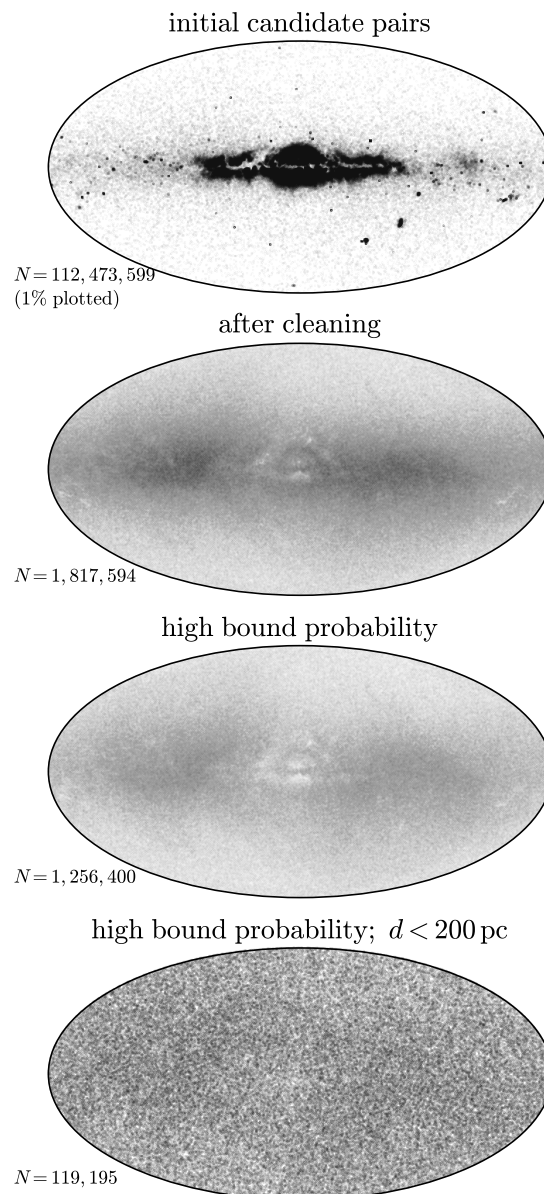 initial candidate pairs
N = 112, 473, 599
(1% plotted)
after cleaning
N = 1, 817, 594
high bound probability
N = 1, 256, 400
high bound probability; d < 200 pc
N = 119, 195